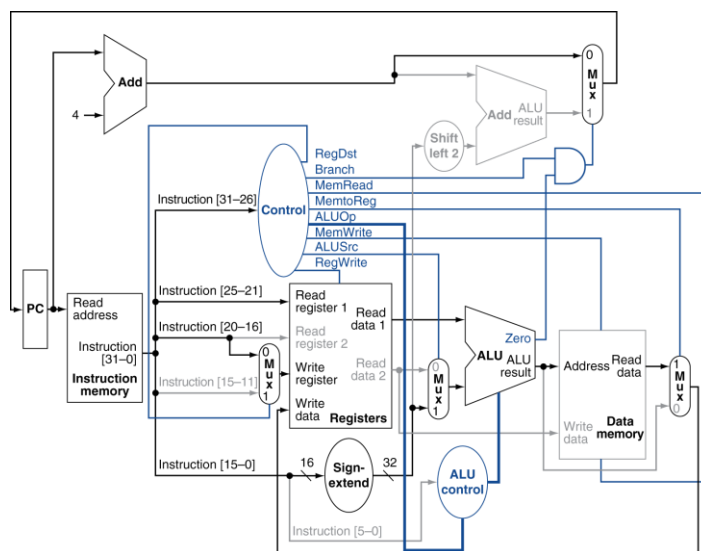 0
M
u
x
1
Add
4
Add ALU
result
Shift
left 2
RegDst
Branch
MemRead
MemtoReg
ALUOp
MemWrite
ALUSrc
RegWrite
Control
Instruction [31–26]
Instruction [25–21]
Instruction [20–16]
Instruction [15–11]
Instruction [15–0]
Instruction [5–0]
PC
Read
address
Instruction
[31–0]
Instruction
memory
0
M
u
x
1
Read
register 1
Read
register 2
Write
register
Write
data
Read
data 1
Read
data 2
Registers
16
Sign-
extend
32
0
M
u
x
1
Zero
ALU ALU
result
ALU
control
Address
Read
data
Write
data
Data
memory
1
M
u
x
0